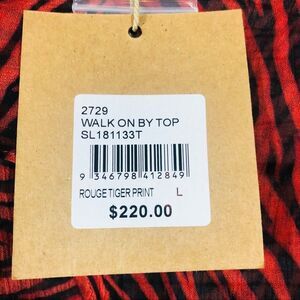 2729
WALK ON BY TOP
SL181133T
9 346798 412849
ROUGE TIGER PRINT L
$220.00